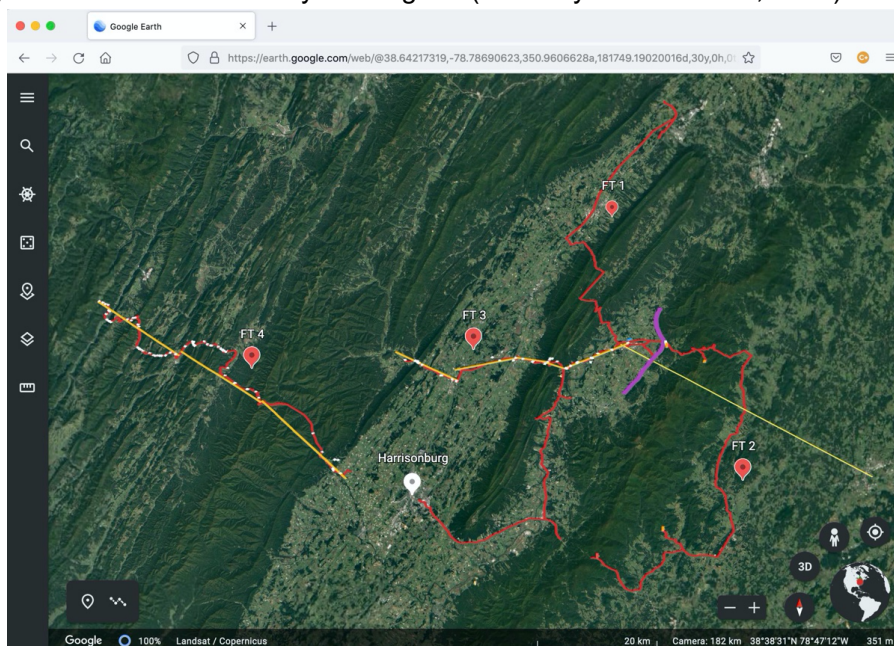 Google Earth
https://earth.google.com/web/@38.64217319,-78.78690623,350.9606628a,181749.19020016d,30y,0h,0t
FT 1
FT 3
FT 4
Harrisonburg
FT 2
3D
Google 100% Landsat / Copernicus 20 km Camera: 182 km 38°38'31"N 78°47'12"W 351 m